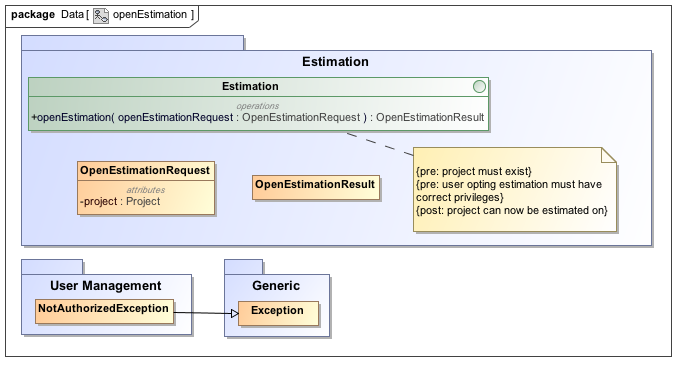 package Data[ openEstimation ]
Estimation
Estimation
operations
+openEstimation( openEstimationRequest : OpenEstimationRequest ) : OpenEstimationResult
OpenEstimationRequest
attributes
-project : Project
OpenEstimationResult
{pre: project must exist}
{pre: user opting estimation must have
correct privileges}
{post: project can now be estimated on}
User Management
NotAuthorizedException
Generic
Exception